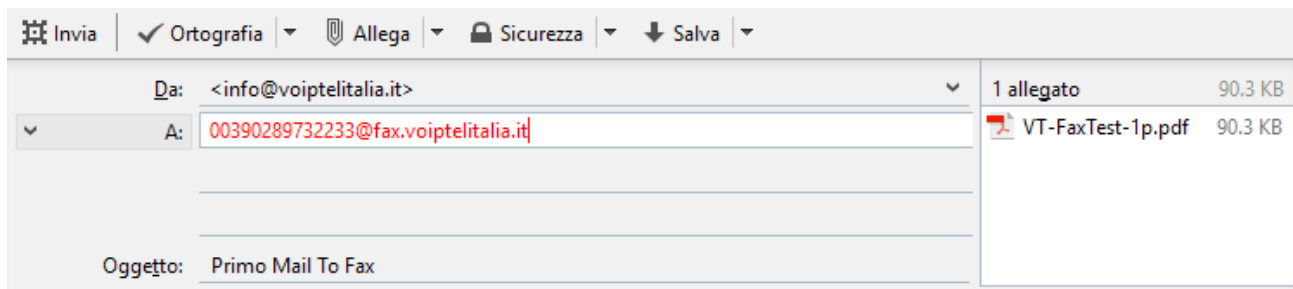 Invia Ortografia Allega Sicurezza Salva
Da: <info@voiptelitalia.it>
1 allegato 90.3 KB
A: 00390289732233@fax.voiptelitalia.it
VT-FaxTest-1p.pdf 90.3 KB
Oggetto: Primo Mail To Fax